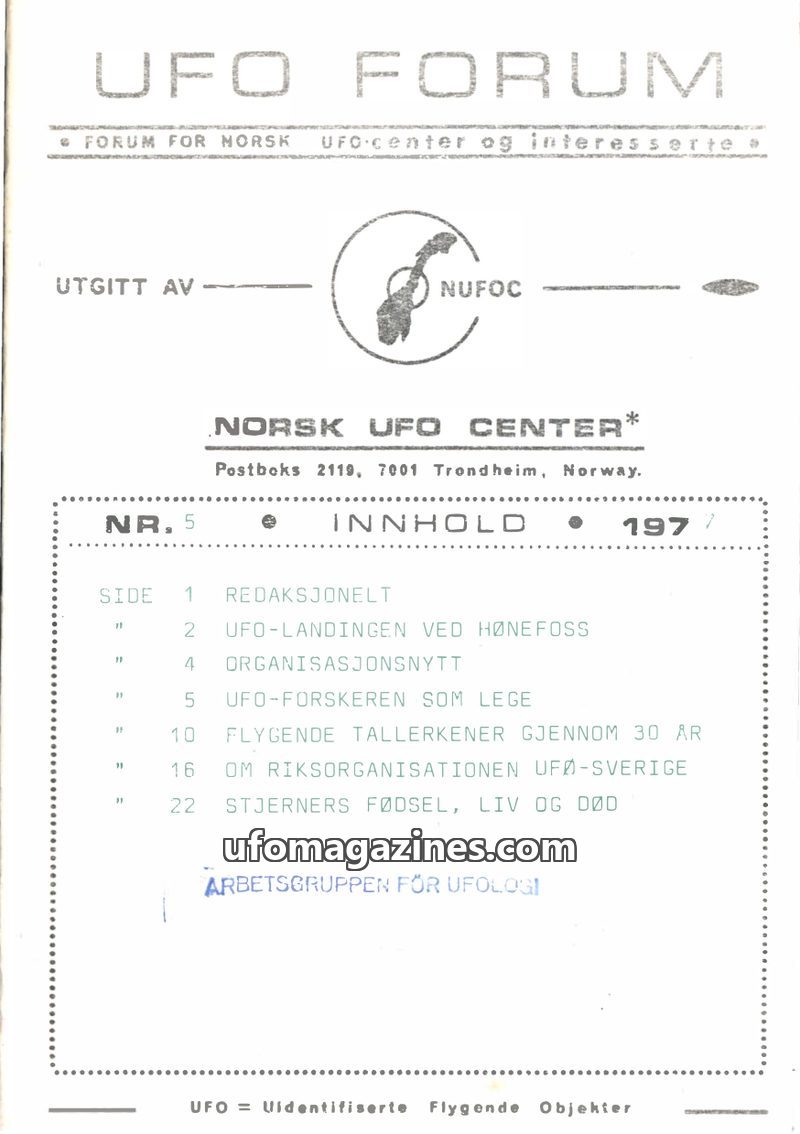 UFO FORUM
• FORUM FOR NORSK UFO-center og interesserte •
UTGITT AV
NUFOC
NORSK UFO CENTER*
Postboks 2119, 7001 Trondheim, Norway.
NR. 5 • INNHOLD • 1977
SIDE 1 REDAKSJONELT
" 2 UFO-LANDINGEN VED HØNEFOSS
" 4 ORGANISASJONSNYTT
" 5 UFO-FORSKEREN SOM LEGE
" 10 FLYGENDE TALLERKENER GJENNOM 30 ÅR
" 16 OM RIKSORGANISATIONEN UFØ-SVERIGE
" 22 STJERNERS FØDSEL, LIV OG DØD
ufomagazines.com
ARBETSGRUPPEN FÖR UFOLOGI
UFO = Uidentifiserte Flygende Objekter